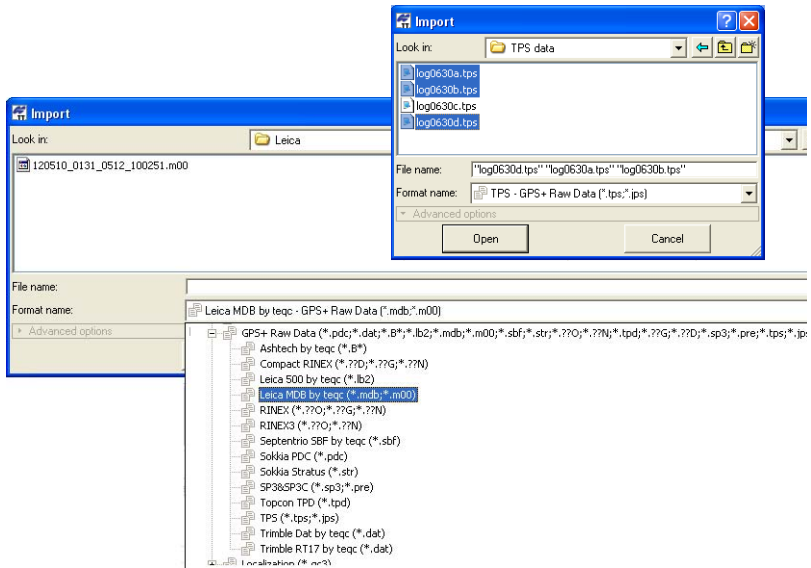 Import
Look in:
TPS data
log0630a.tps
log0630b.tps
log0630c.tps
log0630d.tps
File name:
"log0630d.tps" "log0630a.tps" "log0630b.tps"
Format name:
TPS - GPS+ Raw Data (*.tps;*.jps)
Advanced options
Open
Cancel
Import
Look in:
Leica
120510_0131_0512_100251.m00
File name:
Format name:
Leica MDB by teqc - GPS+ Raw Data (*.mdb;*.m00)
Advanced options
GPS+ Raw Data (*.pdc;*.dat;*.B*;*.lb2;*.mdb;*.m00;*.sbf;*.str;*.??O;*.??N;*.tpd;*.??G;*.??D;*.sp3;*.pre;*.tps;*.jps
Ashtech by teqc (*.B*)
Compact RINEX (*.??D;*.??G;*.??N)
Leica 500 by teqc (*.lb2)
Leica MDB by teqc (*.mdb;*.m00)
RINEX (*.??O;*.??G;*.??N)
RINEX3 (*.??O;*.??N)
Septentrio SBF by teqc (*.sbf)
Sokkia PDC (*.pdc)
Sokkia Stratus (*.str)
SP3&SP3C (*.sp3;*.pre)
Topcon TPD (*.tpd)
TPS (*.tps;*.jps)
Trimble Dat by teqc (*.dat)
Trimble RT17 by teqc (*.dat)
Localization (*.gc3)